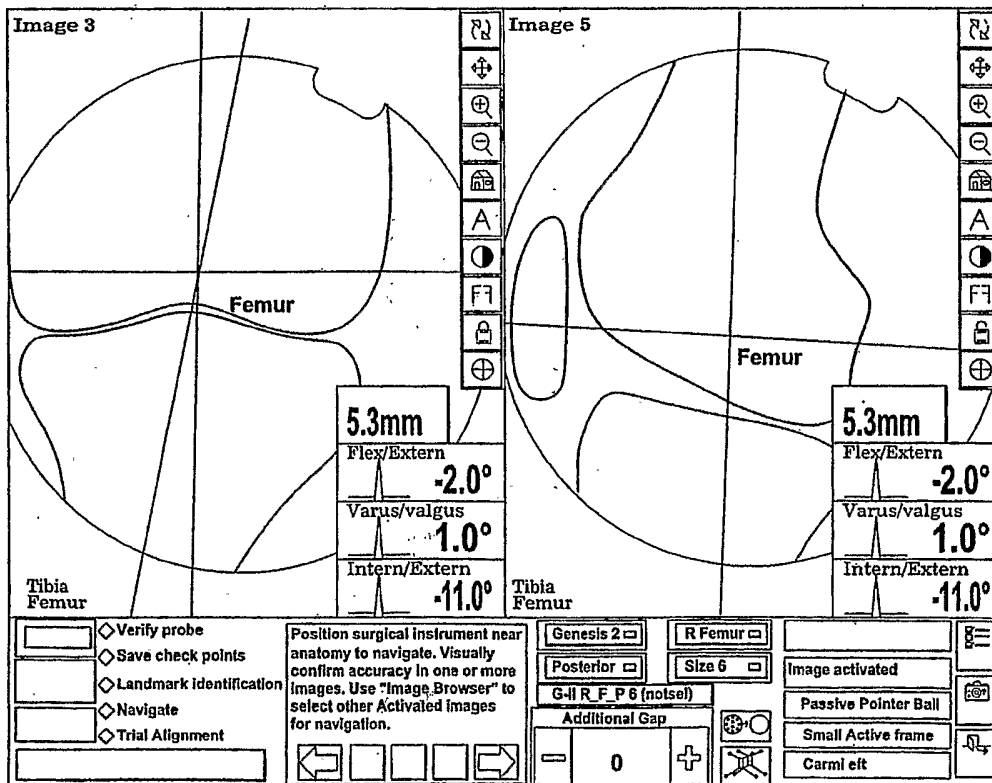 Image 3
Femur
5.3mm
Flex/Extern
-2.0°
Varus/valgus
1.0°
Intern/Extern
-11.0°
Tibia
Femur
Image 5
Femur
5.3mm
Flex/Extern
-2.0°
Varus/valgus
1.0°
Intern/Extern
-11.0°
Tibia
Femur
A
FF
A
FF
Verify probe
Save check points
Landmark identification
Navigate
Trial Alignment
Position surgical instrument near
anatomy to navigate. Visually
confirm accuracy in one or more
images. Use "Image Browser" to
select other Activated images
for navigation.
Genesis 2
R Femur
Posterior
Size 6
G-II R_F_P 6 (notsel)
Additional Gap
0
Image activated
Passive Pointer Ball
Small Active frame
Carmi eft